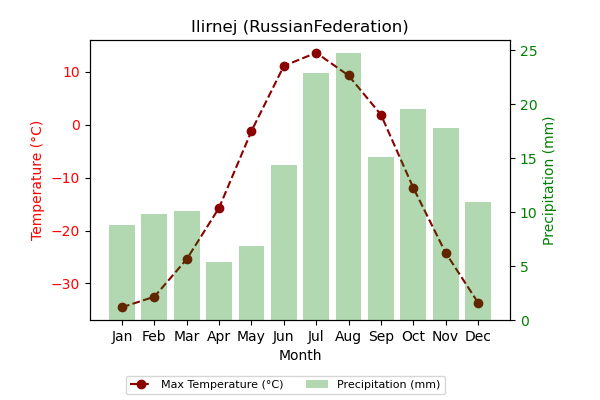 Ilirnej (RussianFederation)
Temperature (°C)
10
0
−10
−20
−30
Precipitation (mm)
25
20
15
10
5
0
Jan Feb Mar Apr May Jun Jul Aug Sep Oct Nov Dec
Month
Max Temperature (°C) Precipitation (mm)